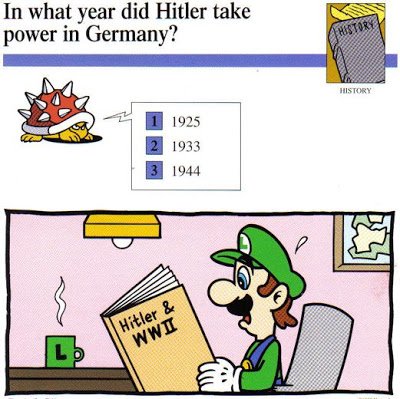 In what year did Hitler take
power in Germany?
HISTORY
HISTORY
1 1925
2 1933
3 1944
L
Hitler &
WWII
L